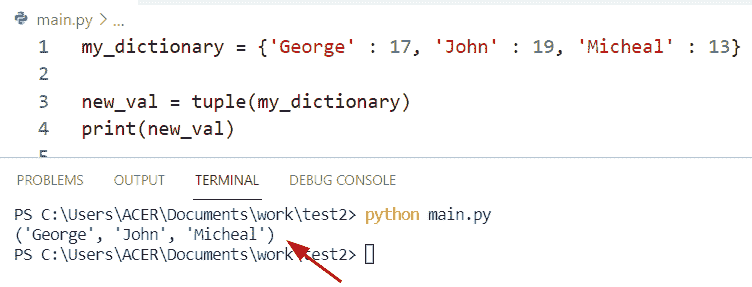 main.py > ...
1 my_dictionary = {'George' : 17, 'John' : 19, 'Micheal' : 13}
2
3 new_val = tuple(my_dictionary)
4 print(new_val)
5
PROBLEMS OUTPUT TERMINAL DEBUG CONSOLE
PS C:\Users\ACER\Documents\work\test2> python main.py
('George', 'John', 'Micheal')
PS C:\Users\ACER\Documents\work\test2>